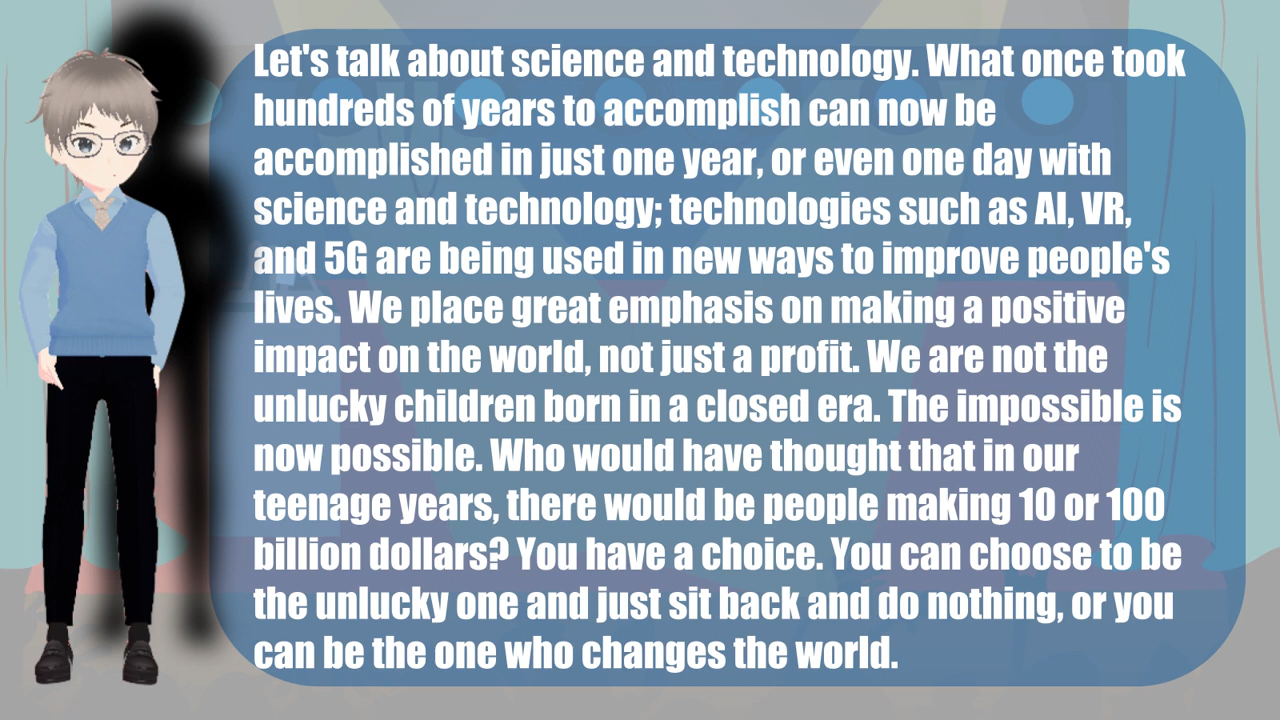 Let's talk about science and technology. What once took
hundreds of years to accomplish can now be
accomplished in just one year, or even one day with
science and technology; technologies such as AI, VR,
and 5G are being used in new ways to improve people's
lives. We place great emphasis on making a positive
impact on the world, not just a profit. We are not the
unlucky children born in a closed era. The impossible is
now possible. Who would have thought that in our
teenage years, there would be people making 10 or 100
billion dollars? You have a choice. You can choose to be
the unlucky one and just sit back and do nothing, or you
can be the one who changes the world.